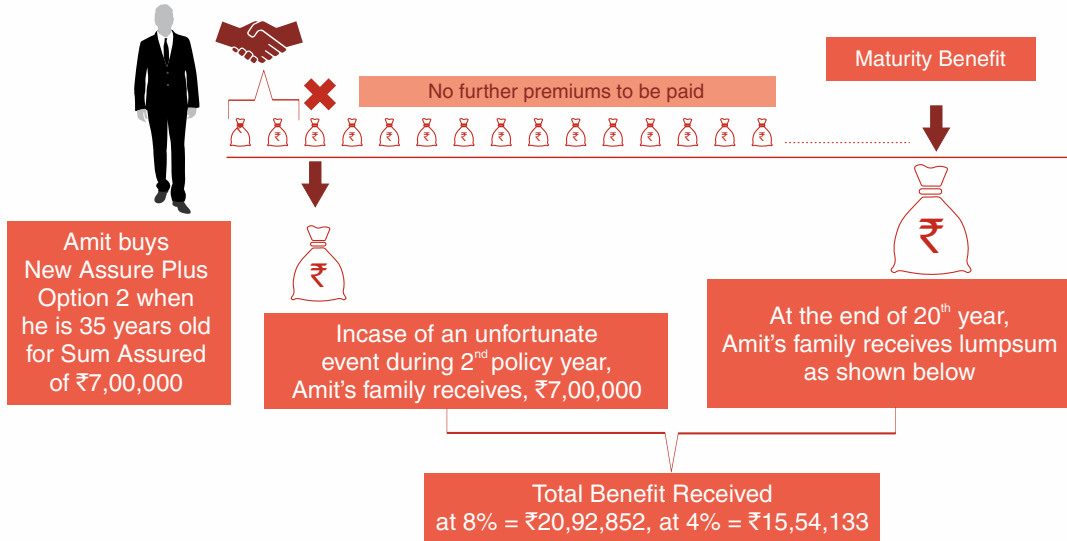 No further premiums to be paid
Maturity Benefit
₹ ₹ ₹ ₹ ₹ ₹ ₹ ₹ ₹ ₹ ₹ ₹ ₹ ₹ ₹
₹
₹
Amit buys
New Assure Plus
Option 2 when
he is 35 years old
for Sum Assured
of ₹7,00,000
Incase of an unfortunate
event during 2nd policy year,
Amit's family receives, ₹7,00,000
At the end of 20th year,
Amit's family receives lumpsum
as shown below
Total Benefit Received
at 8% = ₹20,92,852, at 4% = ₹15,54,133